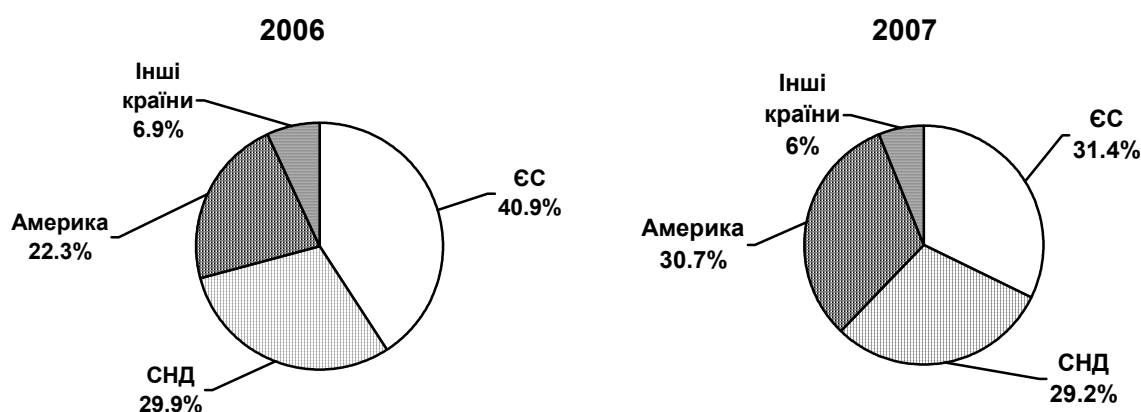 2006
Інші
країни
6.9%
ЄС
40.9%
Америка
22.3%
СНД
29.9%
2007
Інші
країни
6%
ЄС
31.4%
Америка
30.7%
СНД
29.2%